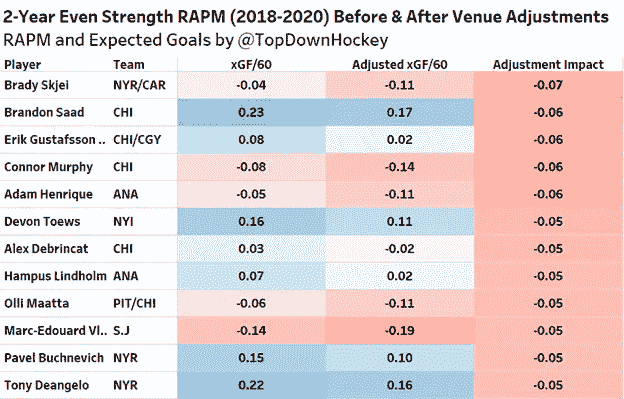 2-Year Even Strength RAPM (2018-2020) Before & After Venue Adjustments
RAPM and Expected Goals by @TopDownHockey
Player Team xGF/60 Adjusted xGF/60 Adjustment Impact
Brady Skjei NYR/CAR -0.04 -0.11 -0.07
Brandon Saad CHI 0.23 0.17 -0.06
Erik Gustafsson .. CHI/CGY 0.08 0.02 -0.06
Connor Murphy CHI -0.08 -0.14 -0.06
Adam Henrique ANA -0.05 -0.11 -0.06
Devon Toews NYI 0.16 0.11 -0.05
Alex Debrincat CHI 0.03 -0.02 -0.05
Hampus Lindholm ANA 0.07 0.02 -0.05
Olli Maatta PIT/CHI -0.06 -0.11 -0.05
Marc-Edouard Vl.. S.J -0.14 -0.19 -0.05
Pavel Buchnevich NYR 0.15 0.10 -0.05
Tony Deangelo NYR 0.22 0.16 -0.05